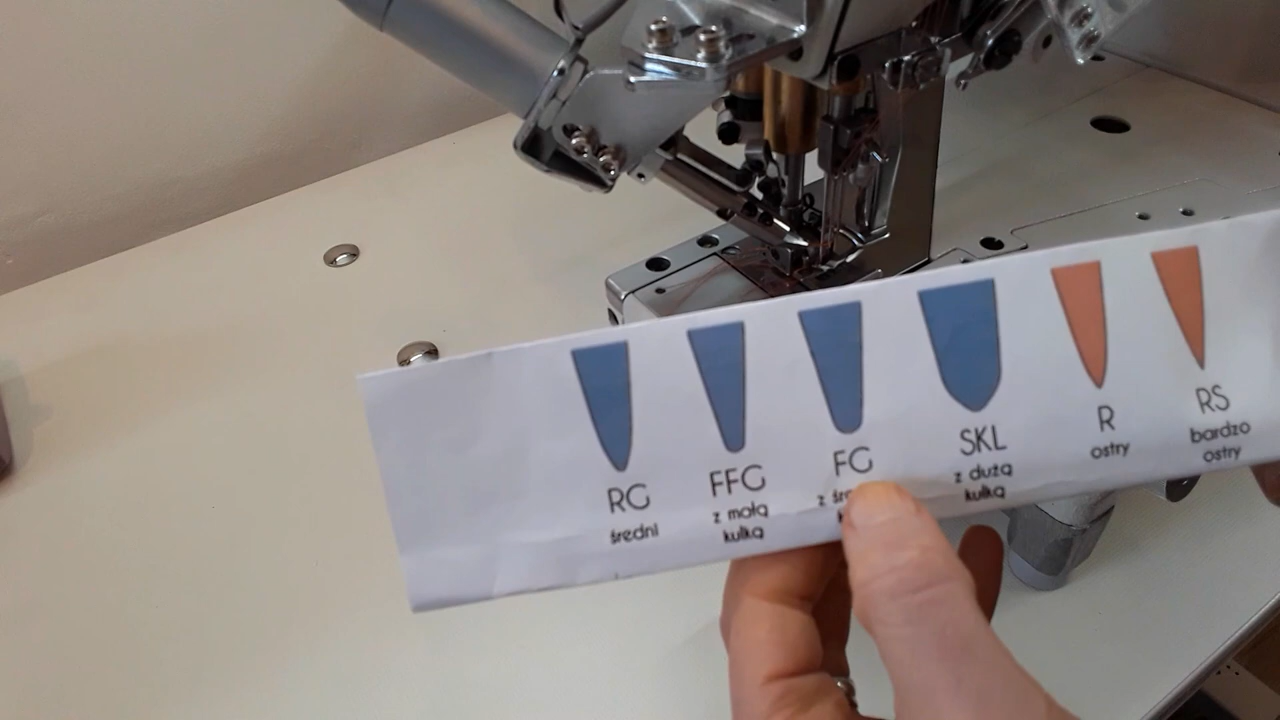 RG
średni
FFG
z małą
kulką
FG
z
SKL
z dużą
kulką
R
ostry
RS
bardzo
ostry